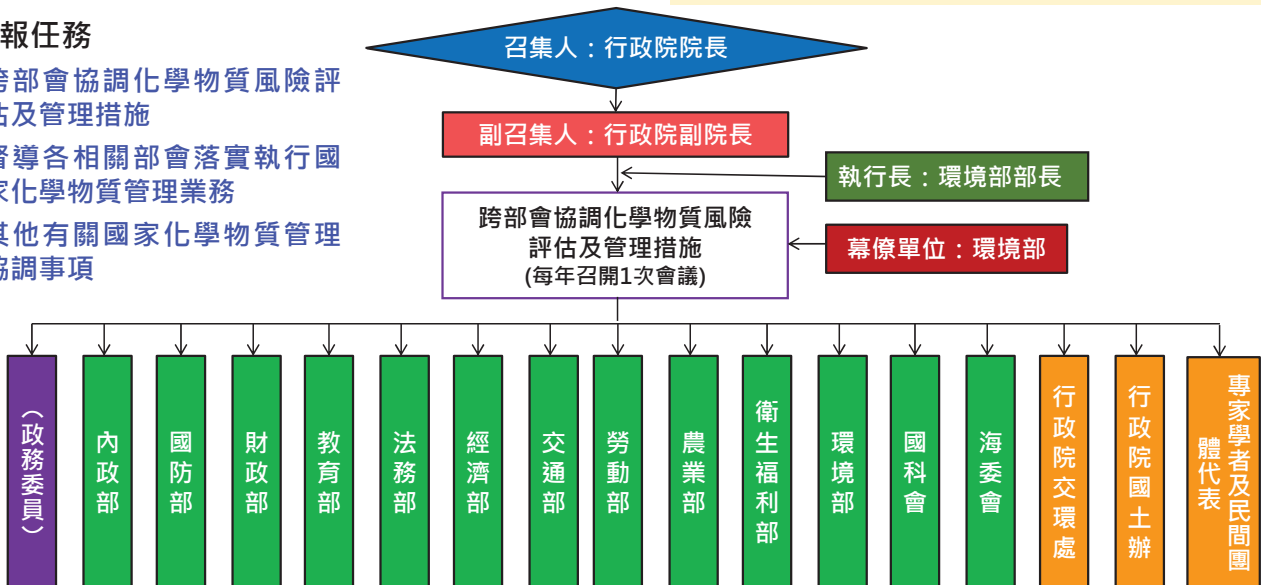 報任務
跨部會協調化學物質風險評
估及管理措施
督導各相關部會落實執行國
家化學物質管理業務
其他有關國家化學物質管理
協調事項
召集人：行政院院長
副召集人：行政院副院長
執行長：環境部部長
跨部會協調化學物質風險
評估及管理措施
(每年召開1次會議)
幕僚單位：環境部
（政務委員）
內政部
國防部
財政部
教育部
法務部
經濟部
交通部
勞動部
農業部
衛生福利部
環境部
國科會
海委會
行政院交環處
行政院國土辦
專家學者及民間團
體代表